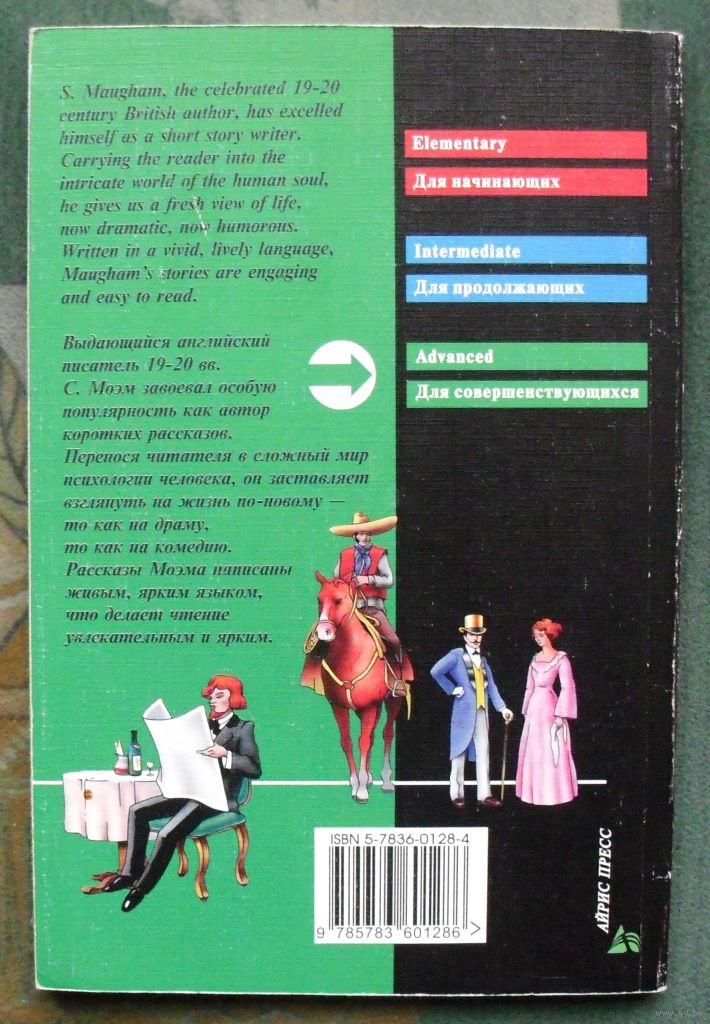 S. Maugham, the celebrated 19-20
century British author, has excelled
himself as a short story writer.
Carrying the reader into the
intricate world of the human soul,
he gives us a fresh view of life,
now dramatic, now humorous.
Written in a vivid, lively language,
Maugham's stories are engaging
and easy to read.
Выдающийся английский
писатель 19-20 вв.
С. Моэм завоевал особую
популярность как автор
коротких рассказов.
Перенося читателя в сложный мир
психологии человека, он заставляет
взглянуть на жизнь по-новому —
то как на драму,
то как на комедию.
Рассказы Моэма написаны
живым, ярким языком,
что делает чтение
увлекательным и ярким.
Elementary
Для начинающих
Intermediate
Для продолжающих
Advanced
Для совершенствующихся
ISBN 5-7836-0128-4
9 785783 601286 >
АЙРИС ПРЕСС
www.ay.by